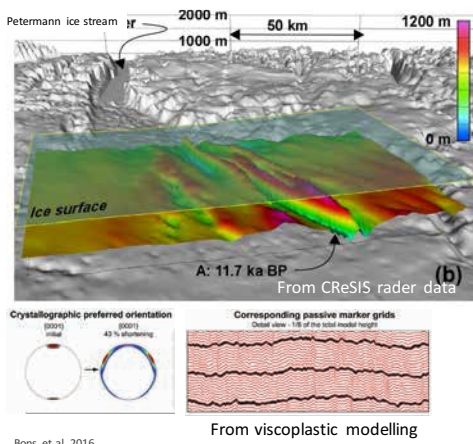 Petermann ice stream
er
2000 m
1000 m
50 km
1200 m
0 m
Ice surface
A: 11.7 ka BP
(b)
From CReSIS rader data
Crystallographic preferred orientation
{0001}
initial
{0001}
43 % shortening
Corresponding passive marker grids
Detail view - 1/8 of the total model height
From viscoplastic modelling
Bons et al. 2016